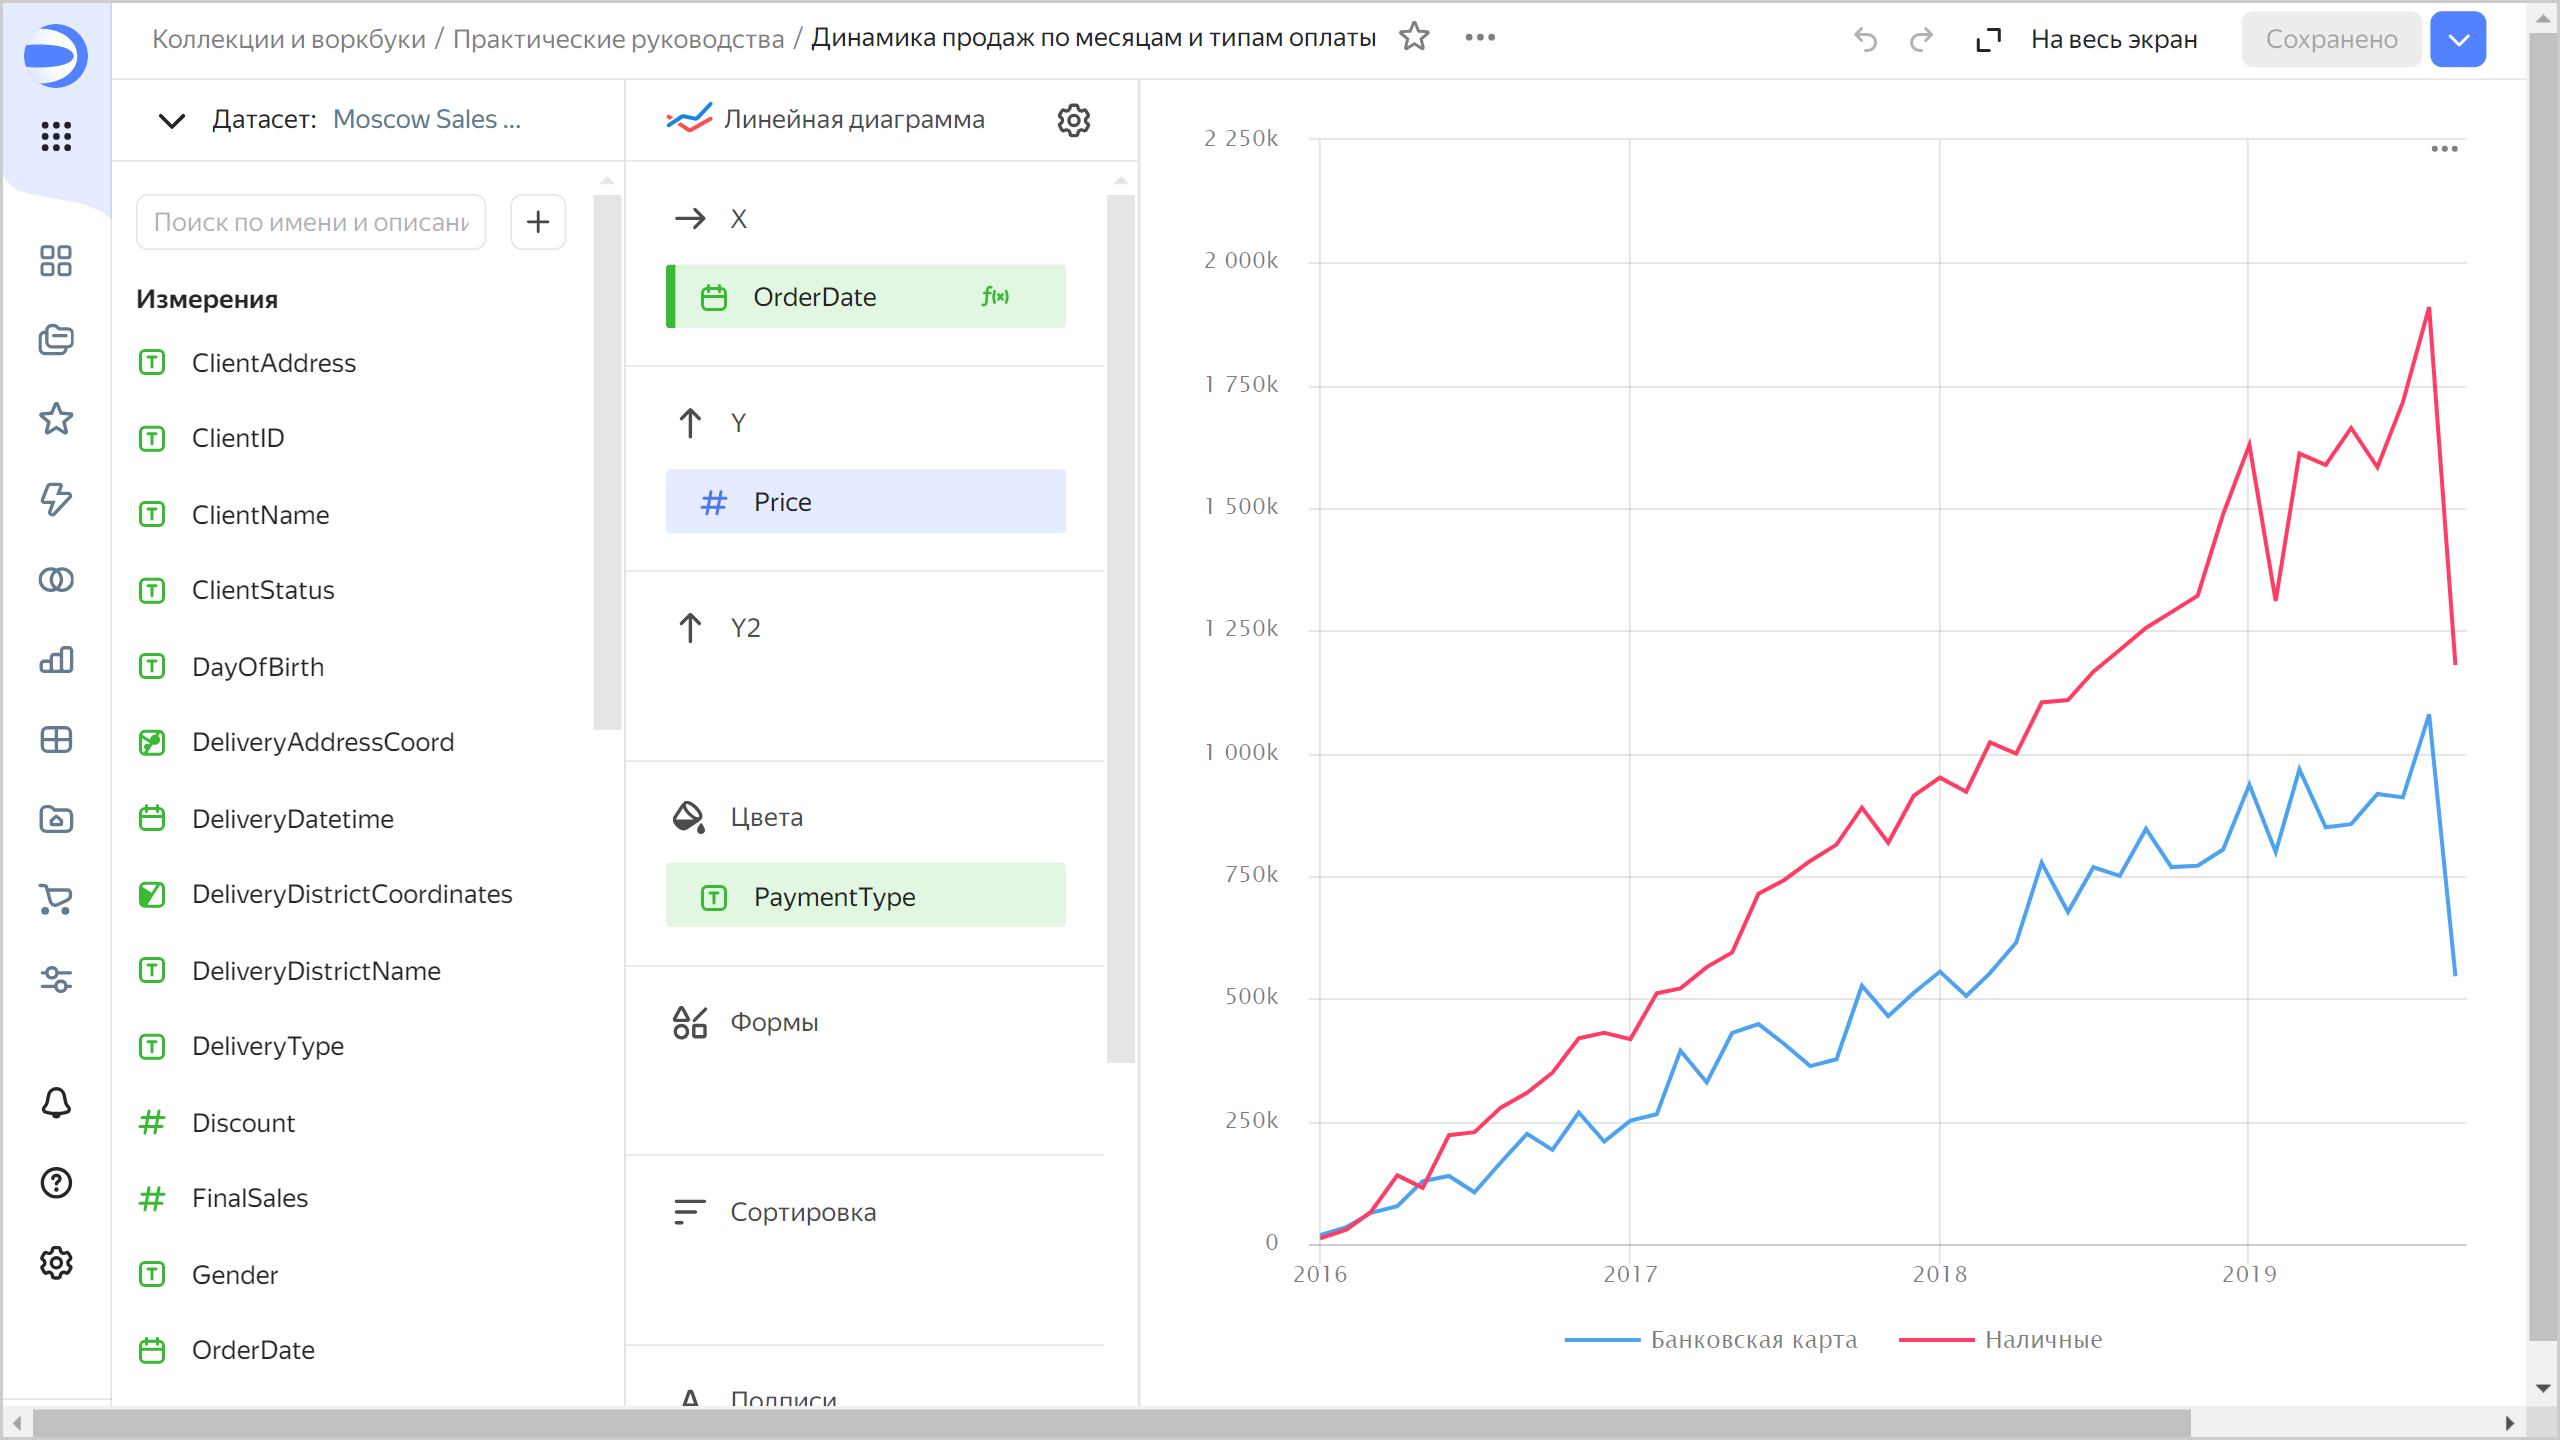 Коллекции и воркбуки / Практические руководства / Динамика продаж по месяцам и типам оплаты
На весь экран
Сохранено
Датасет: Moscow Sales ...
Поиск по имени и описани
Измерения
ClientAddress
ClientID
ClientName
ClientStatus
DayOfBirth
DeliveryAddressCoord
DeliveryDatetime
DeliveryDistrictCoordinates
DeliveryDistrictName
DeliveryType
Discount
FinalSales
Gender
OrderDate
Линейная диаграмма
X
OrderDate
Y
Price
Y2
Цвета
PaymentType
Формы
Сортировка
Подписи
2 250k
2 000k
1 750k
1 500k
1 250k
1 000k
750k
500k
250k
0
2016 2017 2018 2019
Банковская карта Наличные